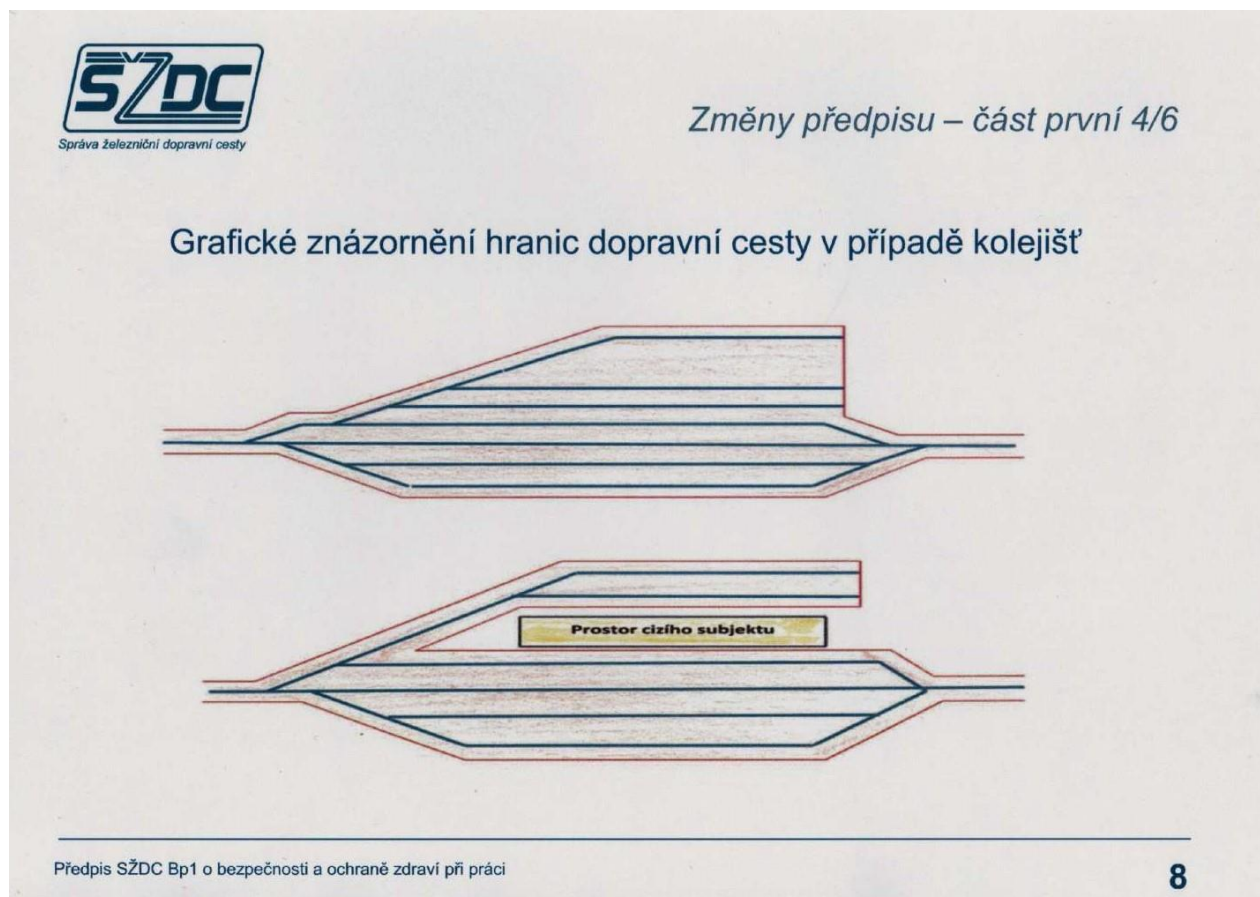 SŽDC
Správa železniční dopravní cesty
Změny předpisu – část první 4/6
Grafické znázornění hranic dopravní cesty v případě kolejišť
Prostor cizího subjektu
Předpis SŽDC Bp1 o bezpečnosti a ochraně zdraví při práci
8